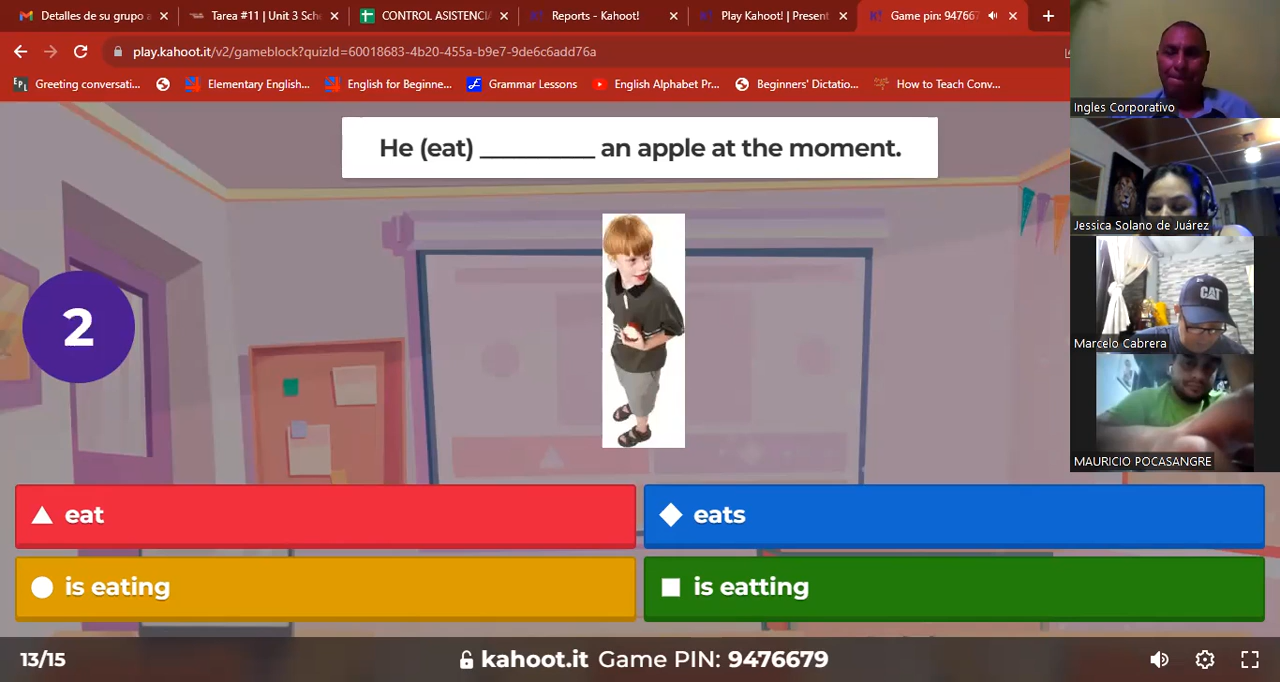 Detalles de su grupo a
Tarea #11 | Unit 3 Sche
CONTROL ASISTENCIA
Reports - Kahoot!
Play Kahoot! | Present
Game pin: 94766
play.kahoot.it/v2/gameblock?quizId=60018683-4b20-455a-b9e7-9de6c6add76a
EPL Greeting conversati...
Elementary English...
English for Beginne...
Grammar Lessons
English Alphabet Pr...
Beginners' Dictatio...
How to Teach Conv...
He (eat) _________ an apple at the moment.
2
eat
eats
is eating
is eatting
13/15
kahoot.it Game PIN: 9476679
Ingles Corporativo
Jessica Solano de Juárez
CAT
Marcelo Cabrera
MAURICIO POCASANGRE